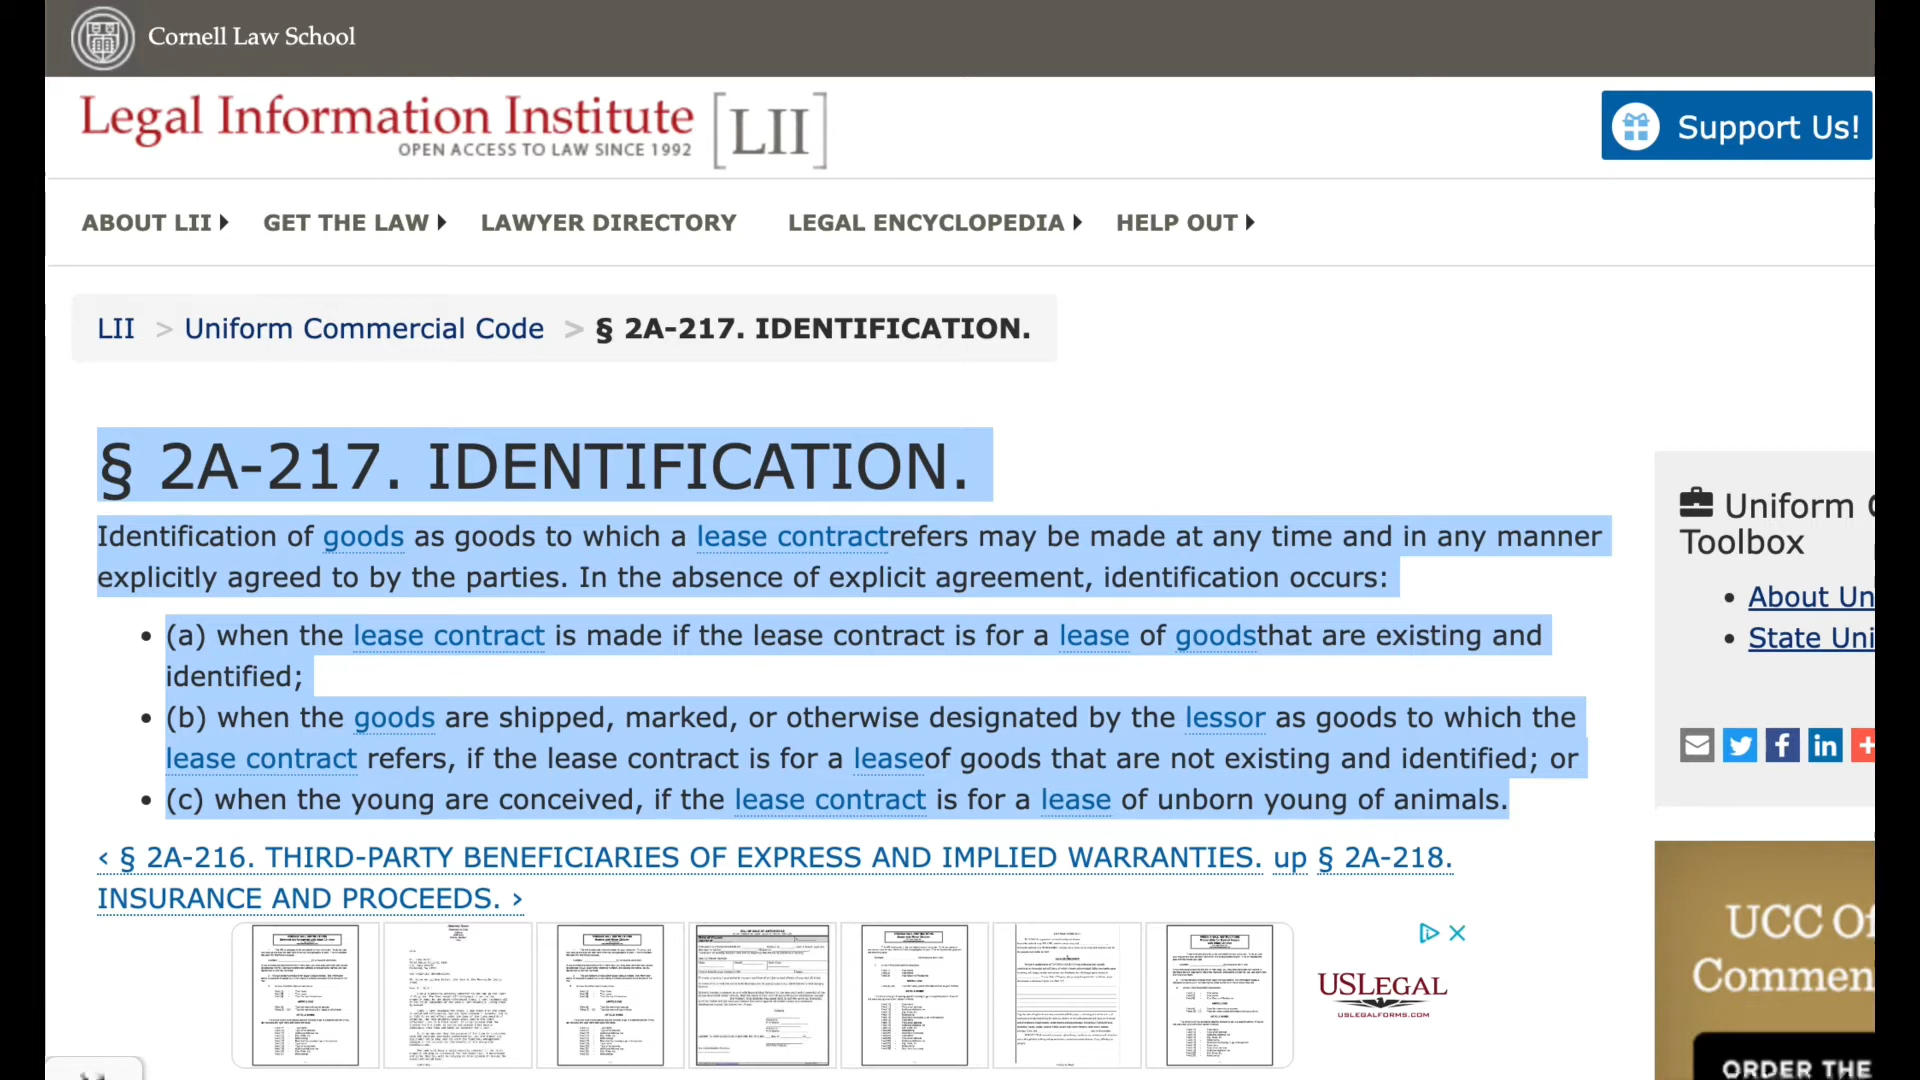 Cornell Law School
Legal Information Institute [LII]
OPEN ACCESS TO LAW SINCE 1992
Support Us!
ABOUT LII GET THE LAW LAWYER DIRECTORY LEGAL ENCYCLOPEDIA HELP OUT
LII > Uniform Commercial Code > § 2A-217. IDENTIFICATION.
§ 2A-217. IDENTIFICATION.
Identification of goods as goods to which a lease contractrefers may be made at any time and in any manner
explicitly agreed to by the parties. In the absence of explicit agreement, identification occurs:
• (a) when the lease contract is made if the lease contract is for a lease of goodsthat are existing and
identified;
• (b) when the goods are shipped, marked, or otherwise designated by the lessor as goods to which the
lease contract refers, if the lease contract is for a leaseof goods that are not existing and identified; or
• (c) when the young are conceived, if the lease contract is for a lease of unborn young of animals.
‹ § 2A-216. THIRD-PARTY BENEFICIARIES OF EXPRESS AND IMPLIED WARRANTIES. up § 2A-218.
INSURANCE AND PROCEEDS. ›
Uniform
Toolbox
• About Un
• State Uni
USLEGAL
USLEGALFORMS.COM
UCC Of
Commen
ORDER THE